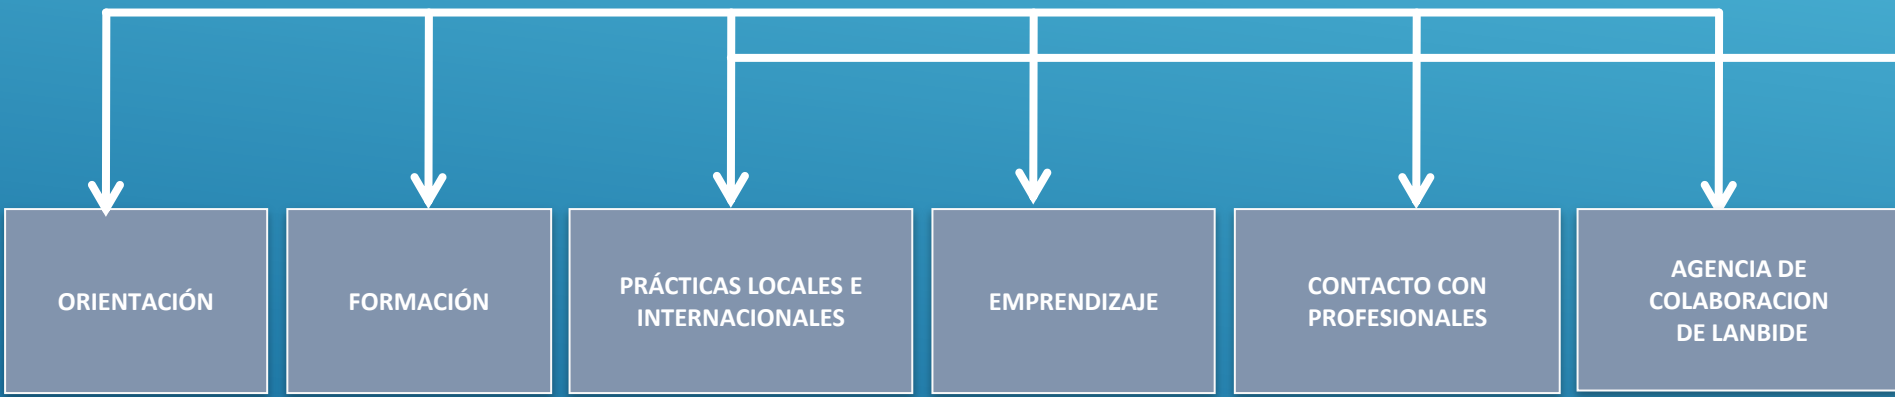 ORIENTACIÓN
FORMACIÓN
PRÁCTICAS LOCALES E
INTERNACIONALES
EMPRENDIZAJE
CONTACTO CON
PROFESIONALES
AGENCIA DE
COLABORACION
DE LANBIDE